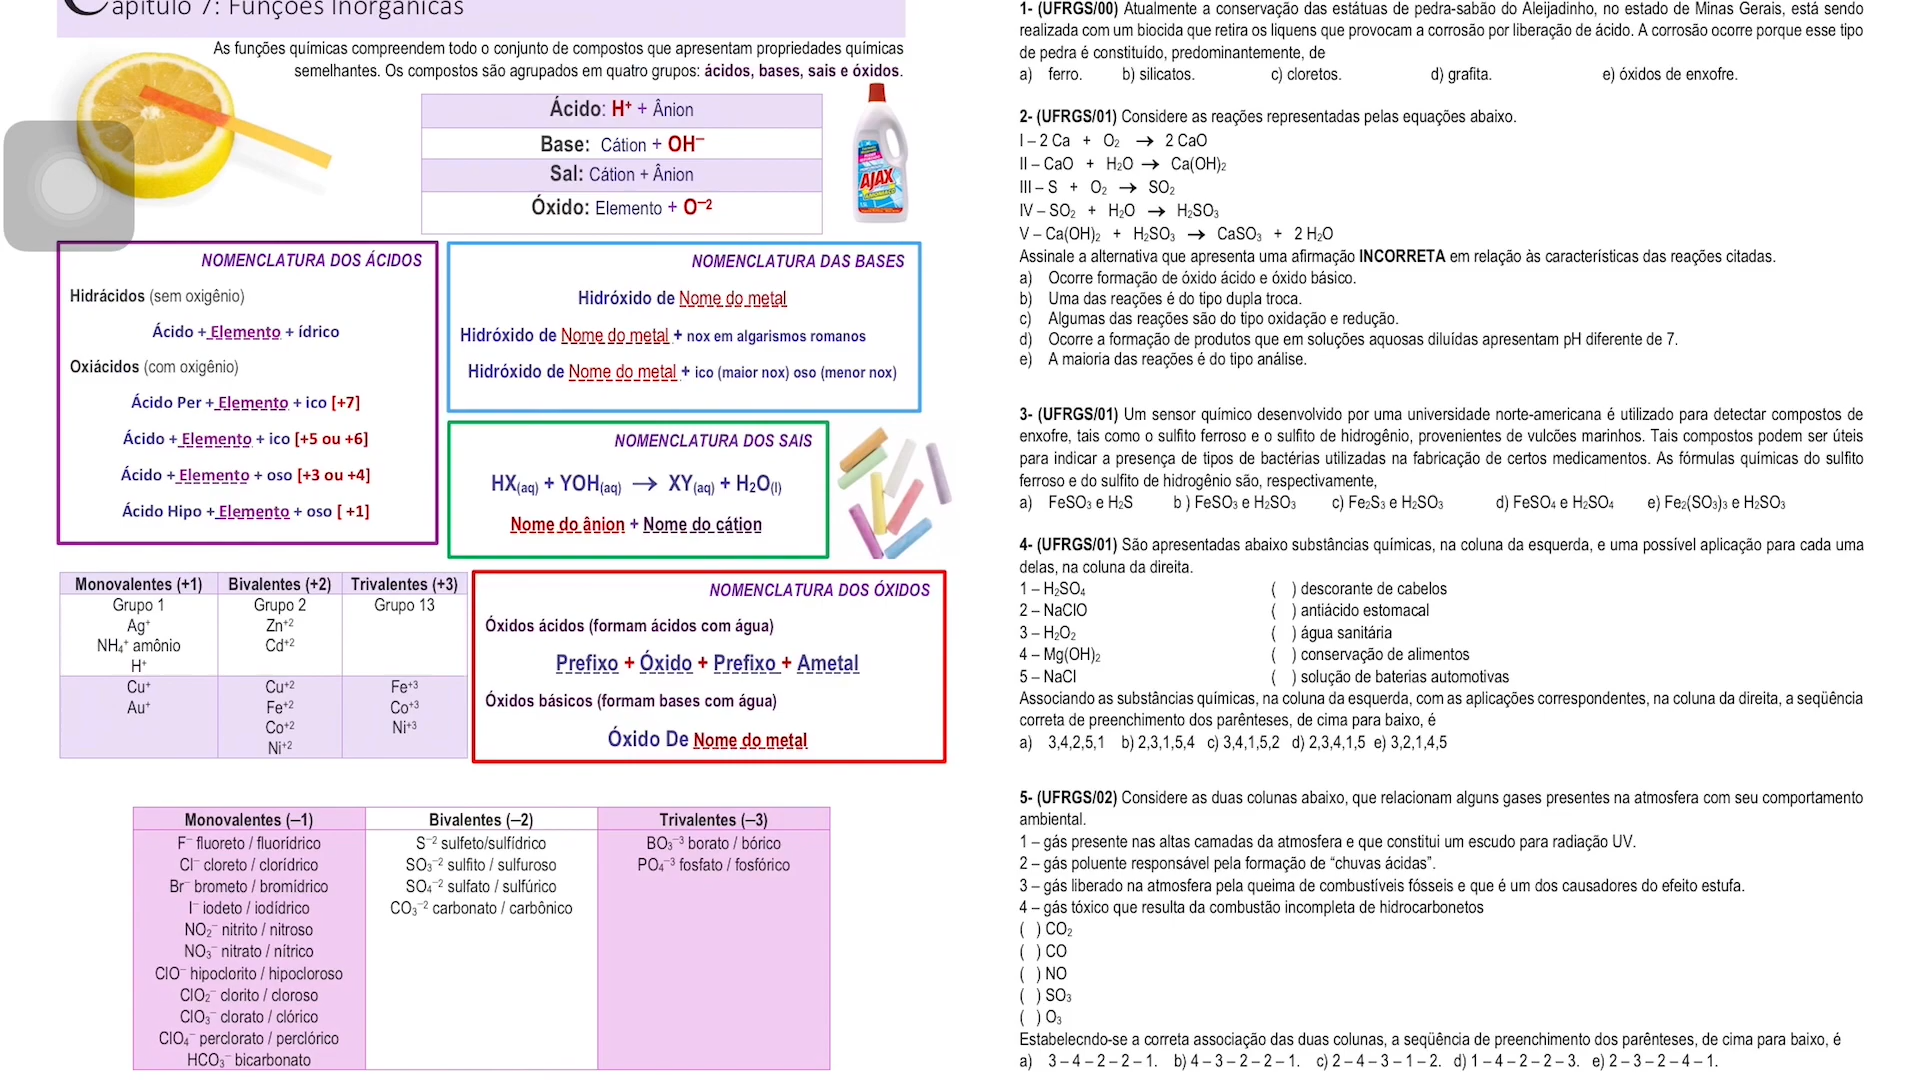 Capítulo 7: Funções Inorgânicas
As funções químicas compreendem todo o conjunto de compostos que apresentam propriedades químicas
semelhantes. Os compostos são agrupados em quatro grupos: ácidos, bases, sais e óxidos.
Ácido: H⁺ + Ânion
Base: Cátion + OH⁻
Sal: Cátion + Ânion
Óxido: Elemento + O⁻²
AJAX
NOMENCLATURA DOS ÁCIDOS
Hidrácidos (sem oxigênio)
Ácido + Elemento + ídrico
Oxiácidos (com oxigênio)
Ácido Per + Elemento + ico [+7]
Ácido + Elemento + ico [+5 ou +6]
Ácido + Elemento + oso [+3 ou +4]
Ácido Hipo + Elemento + oso [ +1]
NOMENCLATURA DAS BASES
Hidróxido de Nome do metal
Hidróxido de Nome do metal + nox em algarismos romanos
Hidróxido de Nome do metal + ico (maior nox) oso (menor nox)
NOMENCLATURA DOS SAIS
HX(aq) + YOH(aq) → XY(aq) + H₂O(l)
Nome do ânion + Nome do cátion
Monovalentes (+1) Bivalentes (+2) Trivalentes (+3)
Grupo 1 Grupo 2 Grupo 13
Ag⁺ Zn⁺²
NH₄⁺ amônio Cd⁺²
H⁺
Cu⁺ Cu⁺² Fe⁺³
Au⁺ Fe⁺² Co⁺³
Co⁺² Ni⁺³
Ni⁺²
NOMENCLATURA DOS ÓXIDOS
Óxidos ácidos (formam ácidos com água)
Prefixo + Óxido + Prefixo + Ametal
Óxidos básicos (formam bases com água)
Óxido De Nome do metal
Monovalentes (–1) Bivalentes (–2) Trivalentes (–3)
F⁻ fluoreto / fluorídrico S⁻² sulfeto/sulfídrico BO₃⁻³ borato / bórico
Cl⁻ cloreto / clorídrico SO₃⁻² sulfito / sulfuroso PO₄⁻³ fosfato / fosfórico
Br⁻ brometo / bromídrico SO₄⁻² sulfato / sulfúrico
I⁻ iodeto / iodídrico CO₃⁻² carbonato / carbônico
NO₂⁻ nitrito / nitroso
NO₃⁻ nitrato / nítrico
ClO⁻ hipoclorito / hipocloroso
ClO₂⁻ clorito / cloroso
ClO₃⁻ clorato / clórico
ClO₄⁻ perclorato / perclórico
HCO₃⁻ bicarbonato
1- (UFRGS/00) Atualmente a conservação das estátuas de pedra-sabão do Aleijadinho, no estado de Minas Gerais, está sendo
realizada com um biocida que retira os liquens que provocam a corrosão por liberação de ácido. A corrosão ocorre porque esse tipo
de pedra é constituído, predominantemente, de
a) ferro. b) silicatos. c) cloretos. d) grafita. e) óxidos de enxofre.
2- (UFRGS/01) Considere as reações representadas pelas equações abaixo.
I – 2 Ca + O₂ → 2 CaO
II – CaO + H₂O → Ca(OH)₂
III – S + O₂ → SO₂
IV – SO₂ + H₂O → H₂SO₃
V – Ca(OH)₂ + H₂SO₃ → CaSO₃ + 2 H₂O
Assinale a alternativa que apresenta uma afirmação INCORRETA em relação às características das reações citadas.
a) Ocorre formação de óxido ácido e óxido básico.
b) Uma das reações é do tipo dupla troca.
c) Algumas das reações são do tipo oxidação e redução.
d) Ocorre a formação de produtos que em soluções aquosas diluídas apresentam pH diferente de 7.
e) A maioria das reações é do tipo análise.
3- (UFRGS/01) Um sensor químico desenvolvido por uma universidade norte-americana é utilizado para detectar compostos de
enxofre, tais como o sulfito ferroso e o sulfito de hidrogênio, provenientes de vulcões marinhos. Tais compostos podem ser úteis
para indicar a presença de tipos de bactérias utilizadas na fabricação de certos medicamentos. As fórmulas químicas do sulfito
ferroso e do sulfito de hidrogênio são, respectivamente,
a) FeSO₃ e H₂S b ) FeSO₃ e H₂SO₃ c) Fe₂S₃ e H₂SO₃ d) FeSO₄ e H₂SO₄ e) Fe₂(SO₃)₃ e H₂SO₃
4- (UFRGS/01) São apresentadas abaixo substâncias químicas, na coluna da esquerda, e uma possível aplicação para cada uma
delas, na coluna da direita.
1 – H₂SO₄ ( ) descorante de cabelos
2 – NaClO ( ) antiácido estomacal
3 – H₂O₂ ( ) água sanitária
4 – Mg(OH)₂ ( ) conservação de alimentos
5 – NaCl ( ) solução de baterias automotivas
Associando as substâncias químicas, na coluna da esquerda, com as aplicações correspondentes, na coluna da direita, a seqüência
correta de preenchimento dos parênteses, de cima para baixo, é
a) 3,4,2,5,1 b) 2,3,1,5,4 c) 3,4,1,5,2 d) 2,3,4,1,5 e) 3,2,1,4,5
5- (UFRGS/02) Considere as duas colunas abaixo, que relacionam alguns gases presentes na atmosfera com seu comportamento
ambiental.
1 – gás presente nas altas camadas da atmosfera e que constitui um escudo para radiação UV.
2 – gás poluente responsável pela formação de “chuvas ácidas”.
3 – gás liberado na atmosfera pela queima de combustíveis fósseis e que é um dos causadores do efeito estufa.
4 – gás tóxico que resulta da combustão incompleta de hidrocarbonetos
( ) CO₂
( ) CO
( ) NO
( ) SO₃
( ) O₃
Estabelecndo-se a correta associação das duas colunas, a seqüência de preenchimento dos parênteses, de cima para baixo, é
a) 3 – 4 – 2 – 2 – 1. b) 4 – 3 – 2 – 2 – 1. c) 2 – 4 – 3 – 1 – 2. d) 1 – 4 – 2 – 2 – 3. e) 2 – 3 – 2 – 4 – 1.